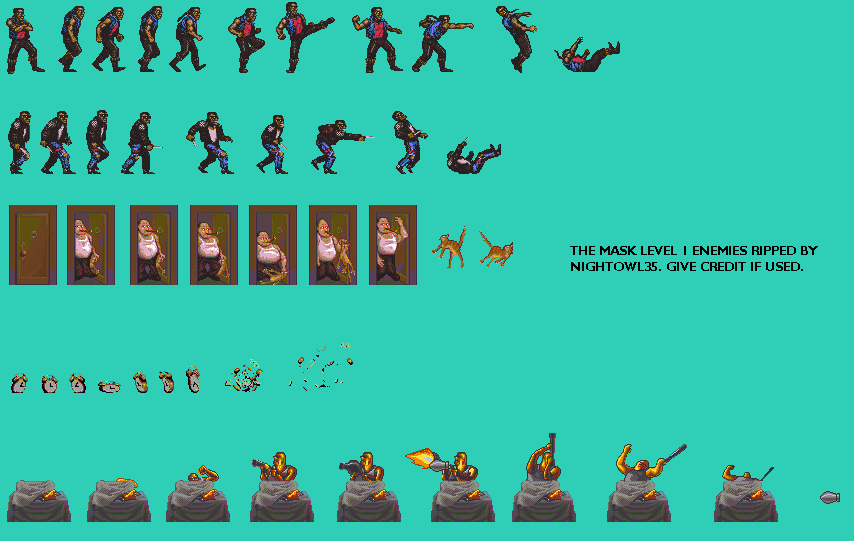 THE MASK LEVEL 1 ENEMIES RIPPED BY
NIGHTOWL35. GIVE CREDIT IF USED.